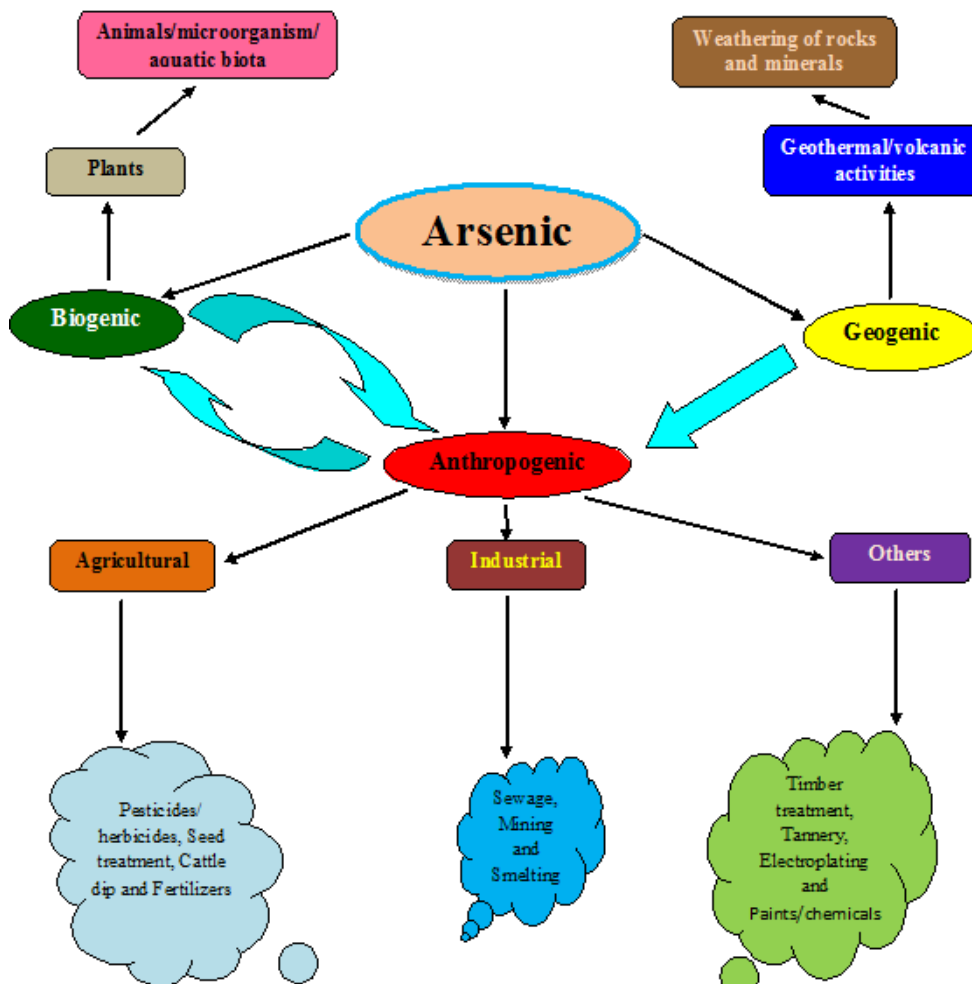 Animals/microorganism/
aquatic biota
Weathering of rocks
and minerals
Plants
Geothermal/volcanic
activities
Arsenic
Biogenic
Geogenic
Anthropogenic
Agricultural
Industrial
Others
Pesticides/
herbicides, Seed
treatment, Cattle
dip and Fertilizers
Sewage,
Mining
and
Smelting
Timber
treatment,
Tannery,
Electroplating
and
Paints/chemicals